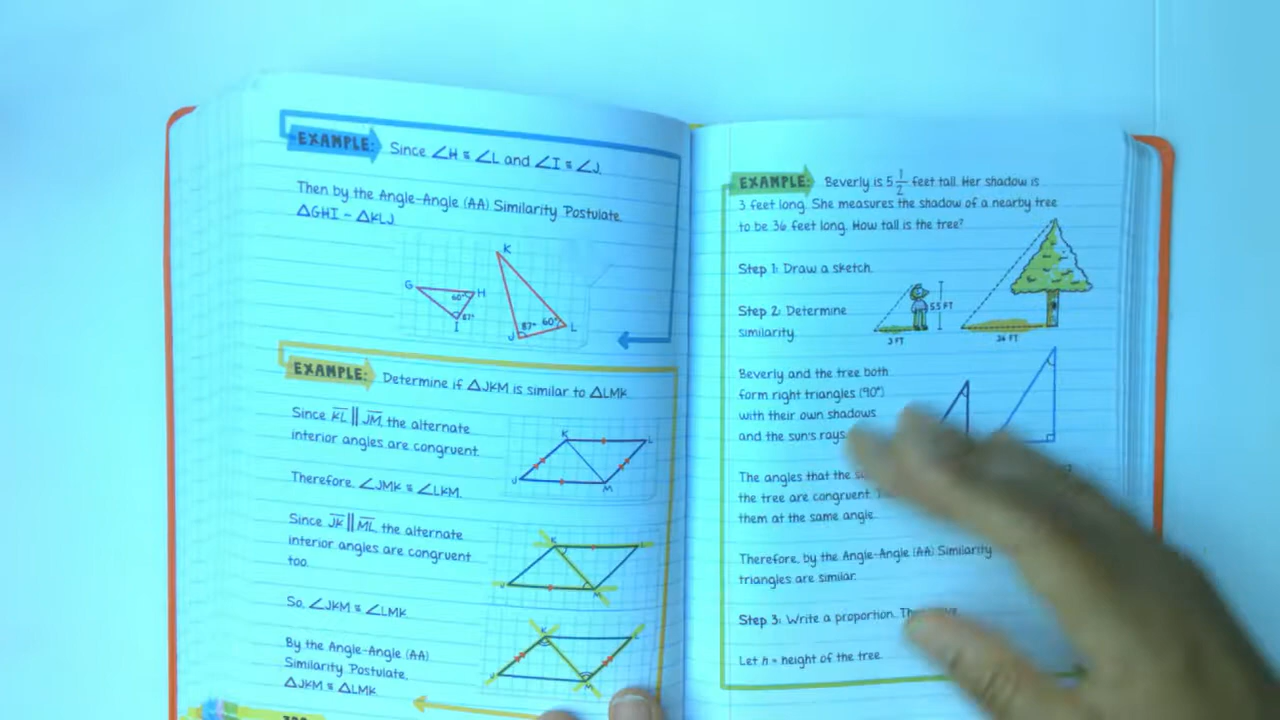 EXAMPLE: Since ∠H ≅ ∠L and ∠I ≅ ∠J,
Then by the Angle-Angle (AA) Similarity Postulate,
△GHI ~ △KLJ
K
G
H
60°
87°
I
87°
60°
L
J
EXAMPLE: Determine if △JKM is similar to △LMK.
Since KL || JM, the alternate
interior angles are congruent.
K
L
J
M
Therefore, ∠JMK ≅ ∠LKM.
Since JK || ML, the alternate
interior angles are congruent
too.
So, ∠JKM ≅ ∠LMK
By the Angle-Angle (AA)
Similarity Postulate,
△JKM ≅ △LMK
EXAMPLE: Beverly is 5 1/2 feet tall. Her shadow is
3 feet long. She measures the shadow of a nearby tree
to be 36 feet long. How tall is the tree?
Step 1: Draw a sketch.
Step 2: Determine
similarity.
5.5 FT
3 FT
36 FT
Beverly and the tree both
form right triangles (90°)
with their own shadows
and the sun's rays.
The angles that the
the tree are congruent.
them at the same angle.
Therefore, by the Angle-Angle (AA) Similarity
triangles are similar.
Step 3: Write a proportion.
Let h = height of the tree.